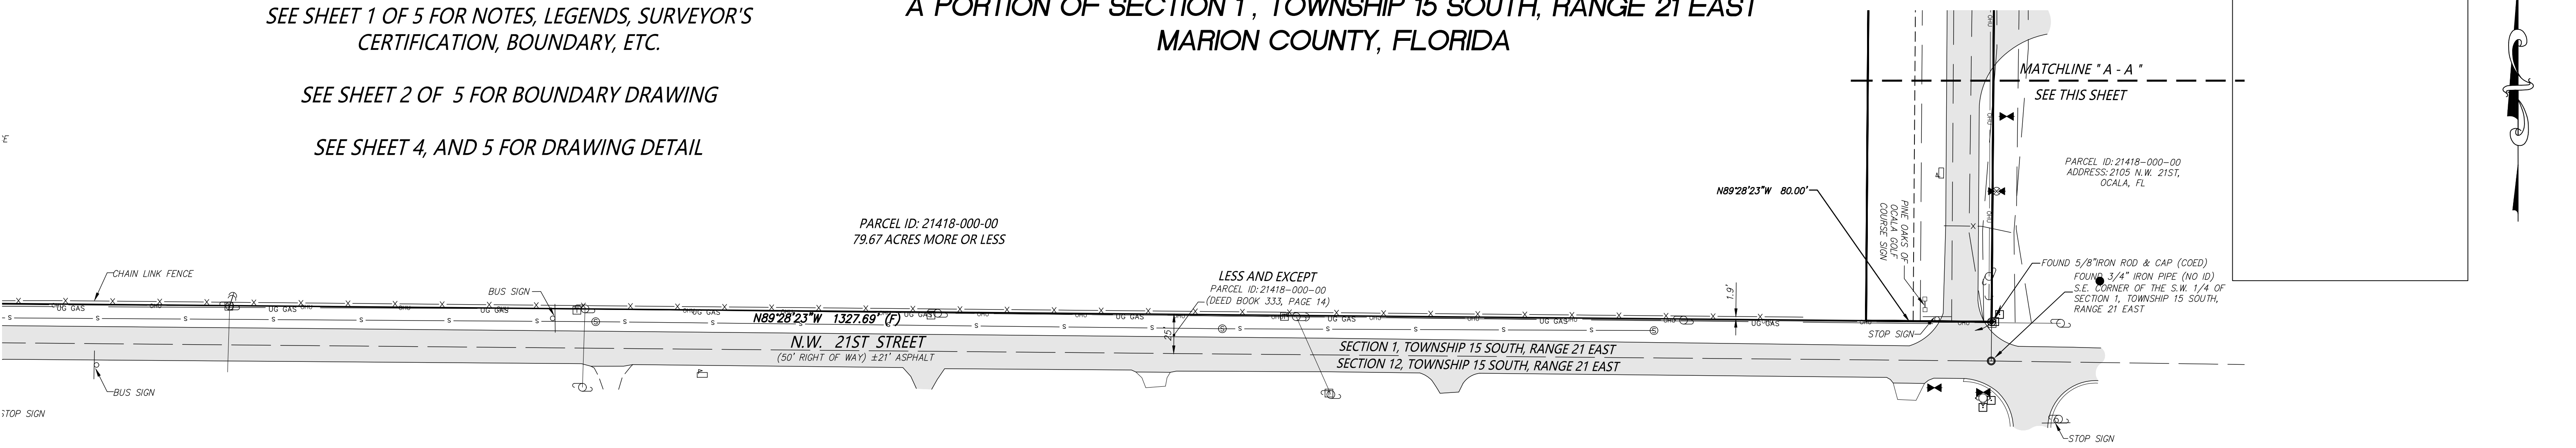 SEE SHEET 1 OF 5 FOR NOTES, LEGENDS, SURVEYOR'S
CERTIFICATION, BOUNDARY, ETC.
SEE SHEET 2 OF 5 FOR BOUNDARY DRAWING
SEE SHEET 4, AND 5 FOR DRAWING DETAIL
A PORTION OF SECTION 1, TOWNSHIP 15 SOUTH, RANGE 21 EAST
MARION COUNTY, FLORIDA
MATCHLINE " A - A "
SEE THIS SHEET
PARCEL ID: 21418-000-00
ADDRESS: 2105 N.W. 21ST,
OCALA, FL
N89°28'23"W 80.00'
PINE OAKS OF
OCALA GOLF
COURSE SIGN
PARCEL ID: 21418-000-00
79.67 ACRES MORE OR LESS
LESS AND EXCEPT
PARCEL ID: 21418-000-00
(DEED BOOK 333, PAGE 14)
CHAIN LINK FENCE
BUS SIGN
1.9'
FOUND 5/8"IRON ROD & CAP (COED)
FOUND 3/4" IRON PIPE (NO ID)
S.E. CORNER OF THE S.W. 1/4 OF
SECTION 1, TOWNSHIP 15 SOUTH,
RANGE 21 EAST
UG GAS
UG GAS
UG GAS
UG GAS
UG GAS
UG GAS
UG GAS
UG GAS
UG GAS
N89°28'23"W 1327.69' (F)
25'
STOP SIGN
N.W. 21ST STREET
(50' RIGHT OF WAY) ±21' ASPHALT
SECTION 1, TOWNSHIP 15 SOUTH, RANGE 21 EAST
SECTION 12, TOWNSHIP 15 SOUTH, RANGE 21 EAST
BUS SIGN
STOP SIGN
STOP SIGN